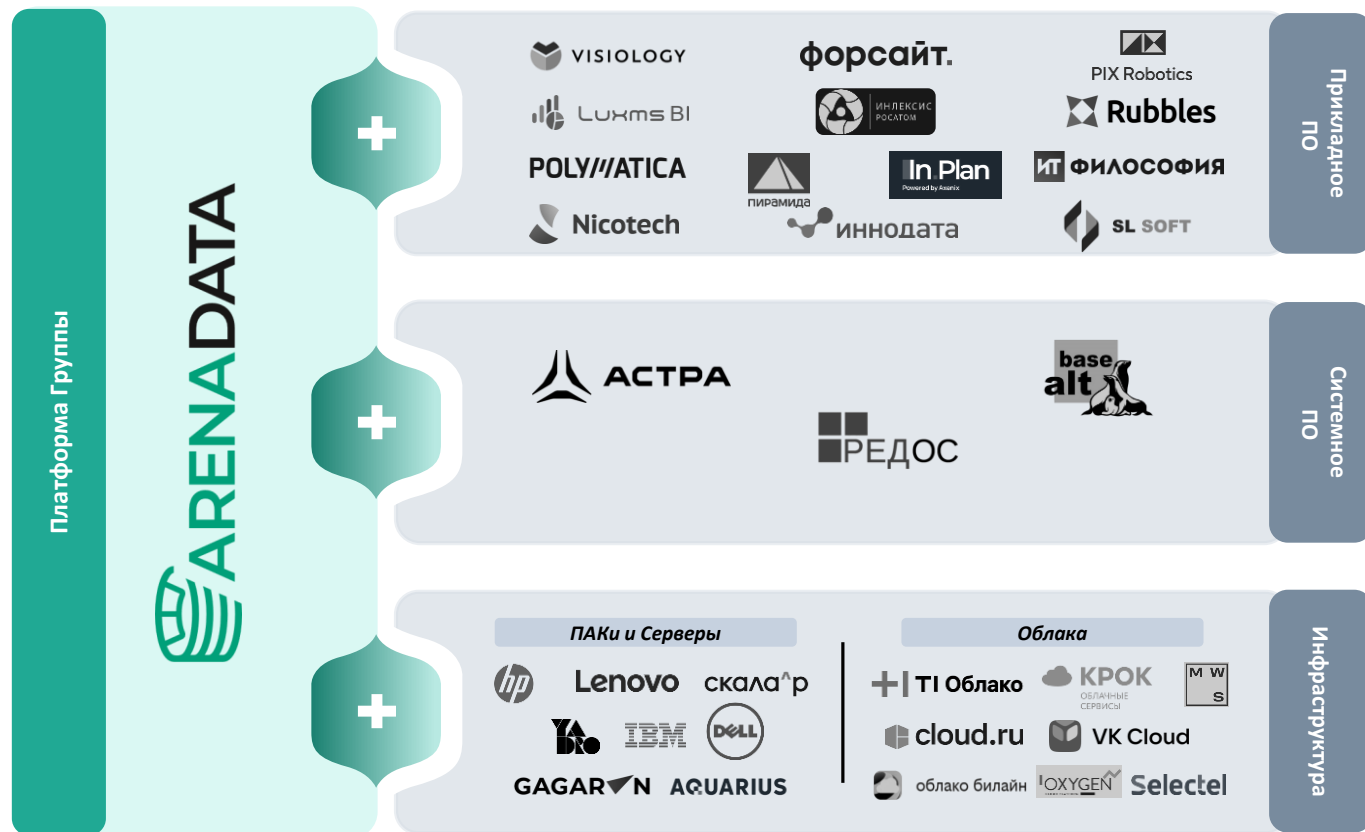 Платформа Группы
ARENADATA
VISIOLOGY
форсайт.
PIX Robotics
Luxms BI
ИНЛЕКСИС
РОСАТОМ
Rubbles
POLYMATICA
ПИРАМИДА
In.Plan
Powered by Axenix
ИТ ФИЛОСОФИЯ
Nicotech
иннодата
SL SOFT
Прикладное
ПО
АСТРА
base
alt
РЕДОС
Системное
ПО
ПАКи и Серверы
hp
Lenovo
скала^р
YADRO
IBM
DELL
GAGARIN
AQUARIUS
Облака
TI Облако
КРОК
ОБЛАЧНЫЕ
СЕРВИСЫ
M W
S
cloud.ru
VK Cloud
облако билайн
OXYGEN
Selectel
Инфраструктура